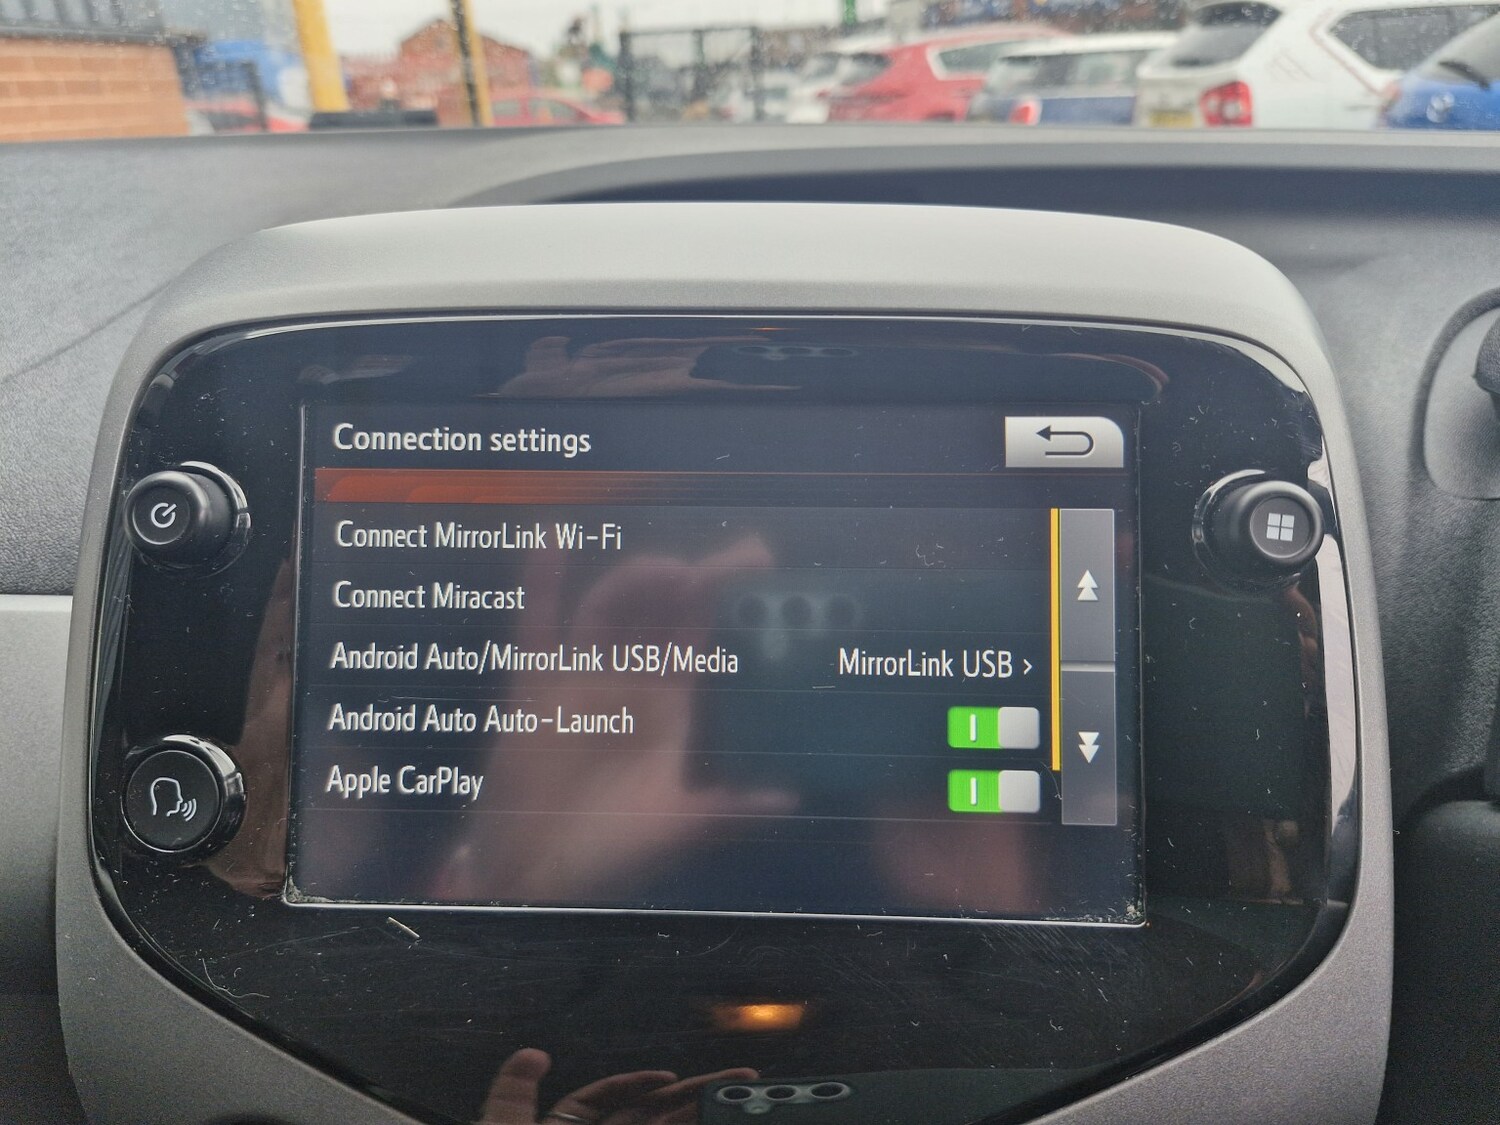 Connection settings
Connect MirrorLink Wi-Fi
Connect Miracast
Android Auto/MirrorLink USB/Media MirrorLink USB >
Android Auto Auto-Launch
Apple CarPlay